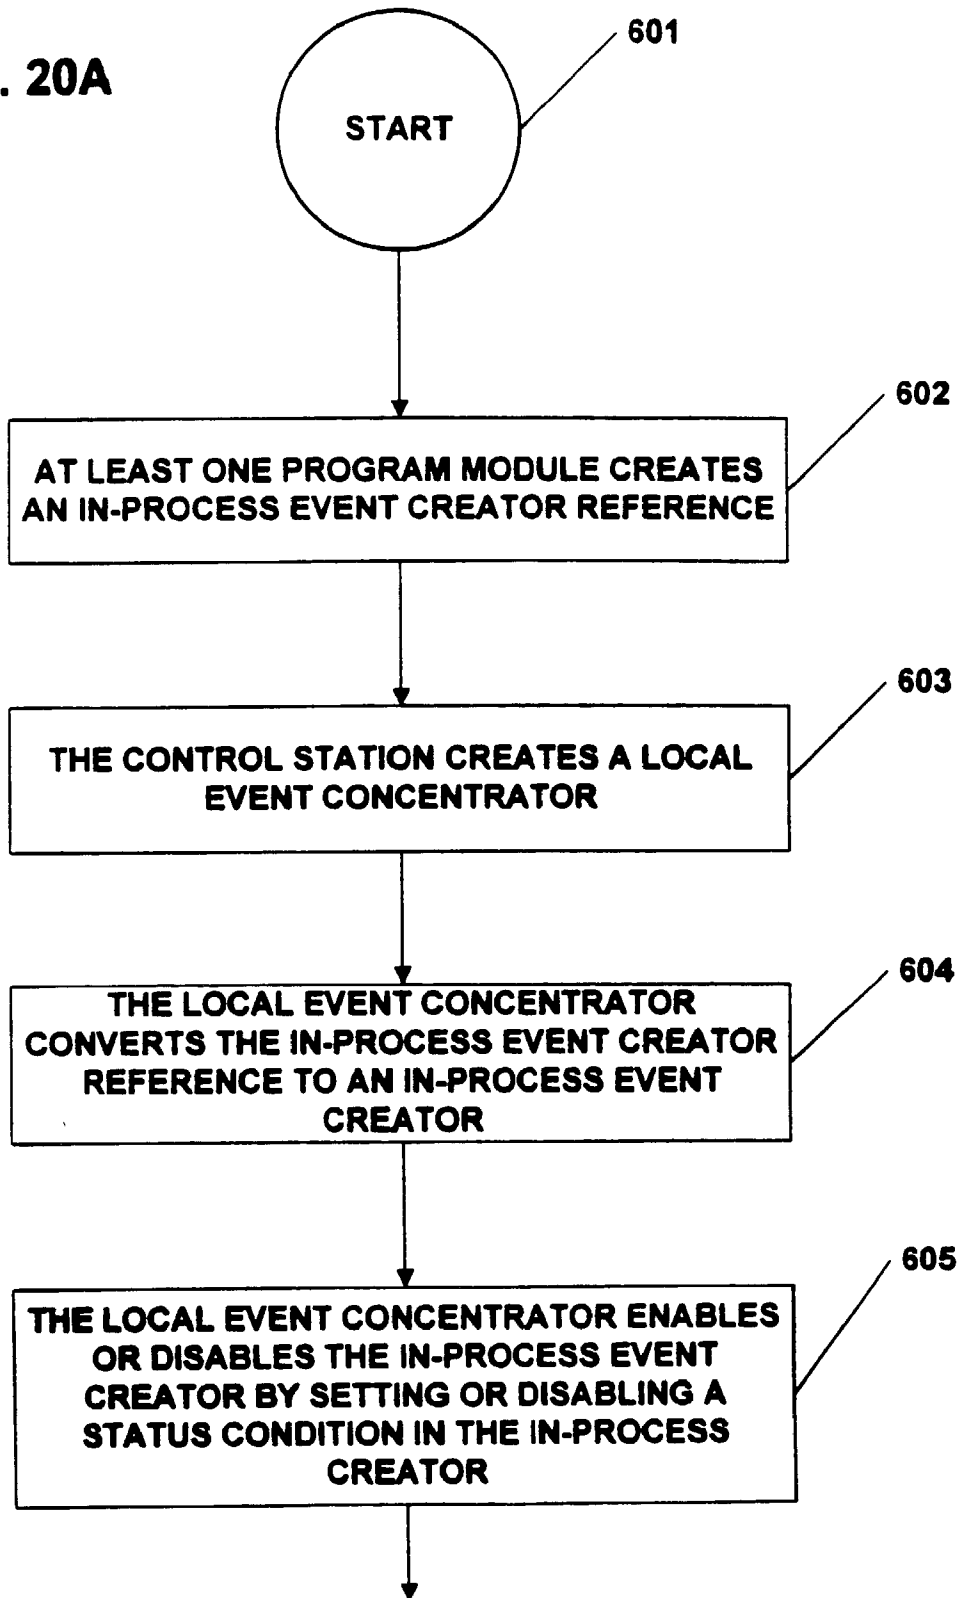 . 20A
601
START
602
AT LEAST ONE PROGRAM MODULE CREATES
AN IN-PROCESS EVENT CREATOR REFERENCE
603
THE CONTROL STATION CREATES A LOCAL
EVENT CONCENTRATOR
604
THE LOCAL EVENT CONCENTRATOR
CONVERTS THE IN-PROCESS EVENT CREATOR
REFERENCE TO AN IN-PROCESS EVENT
CREATOR
605
THE LOCAL EVENT CONCENTRATOR ENABLES
OR DISABLES THE IN-PROCESS EVENT
CREATOR BY SETTING OR DISABLING A
STATUS CONDITION IN THE IN-PROCESS
CREATOR